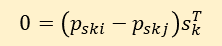 0 = (p_{ski} − p_{skj})s_k^T